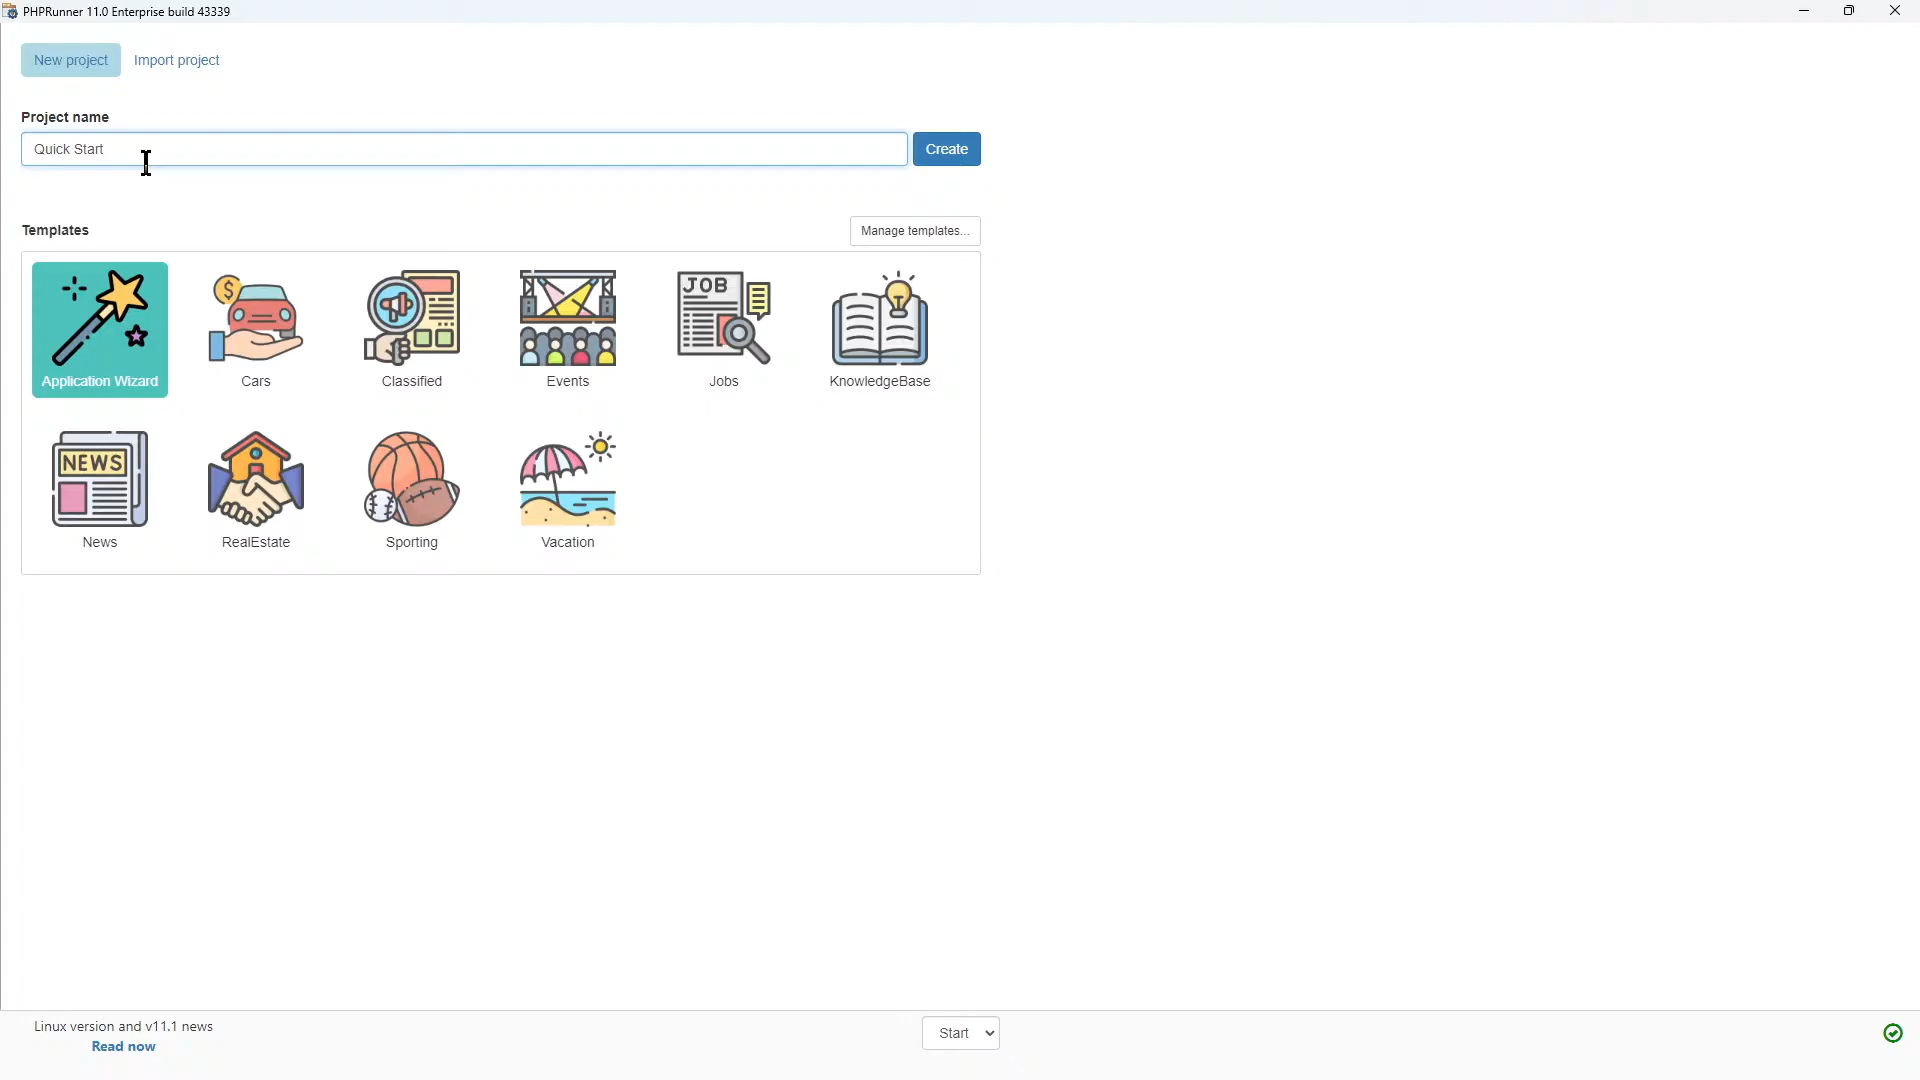 PHPRunner 11.0 Enterprise build 43339
New project
Import project
Project name
Quick Start
Create
Templates
Manage templates...
JOB
Application Wizard
Cars
Classified
Events
Jobs
KnowledgeBase
NEWS
News
RealEstate
Sporting
Vacation
Linux version and v11.1 news
Read now
Start